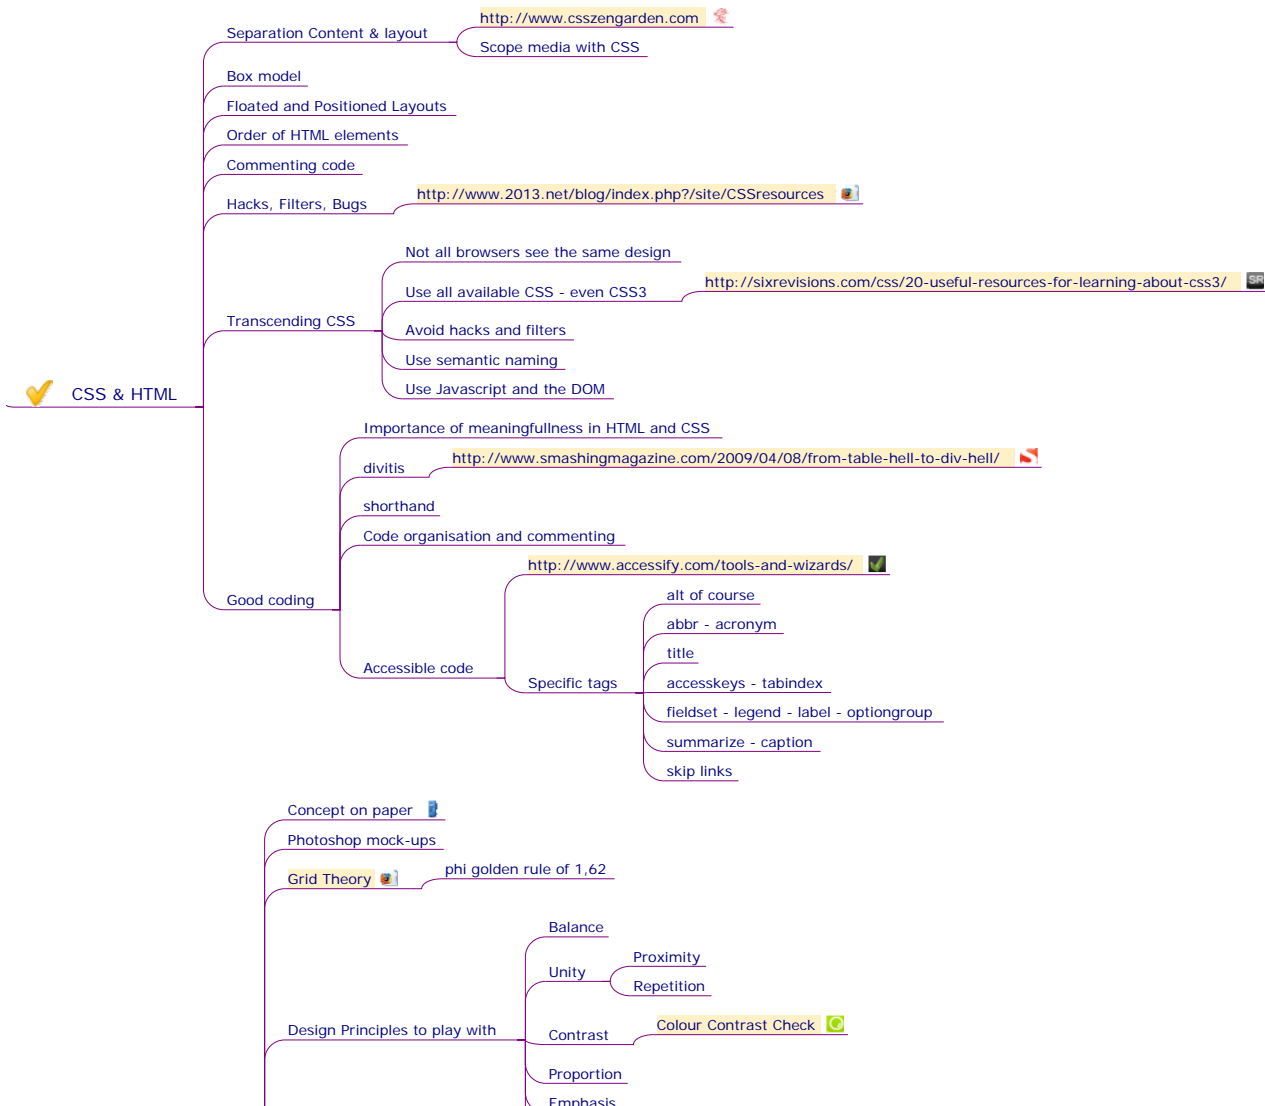 http://www.csszengarden.com
Separation Content & layout
Scope media with CSS
Box model
Floated and Positioned Layouts
Order of HTML elements
Commenting code
http://www.2013.net/blog/index.php?/site/CSSresources
Hacks, Filters, Bugs
Not all browsers see the same design
http://sixrevisions.com/css/20-useful-resources-for-learning-about-css3/
SR
Use all available CSS - even CSS3
Transcending CSS
Avoid hacks and filters
Use semantic naming
Use Javascript and the DOM
CSS & HTML
Importance of meaningfullness in HTML and CSS
http://www.smashingmagazine.com/2009/04/08/from-table-hell-to-div-hell/
divitis
shorthand
Code organisation and commenting
http://www.accessify.com/tools-and-wizards/
Good coding
alt of course
abbr - acronym
title
Accessible code
Specific tags
accesskeys - tabindex
fieldset - legend - label - optiongroup
summarize - caption
skip links
Concept on paper
Photoshop mock-ups
Grid Theory
phi golden rule of 1,62
Balance
Proximity
Unity
Repetition
Design Principles to play with
Contrast
Colour Contrast Check
Proportion
Emphasis